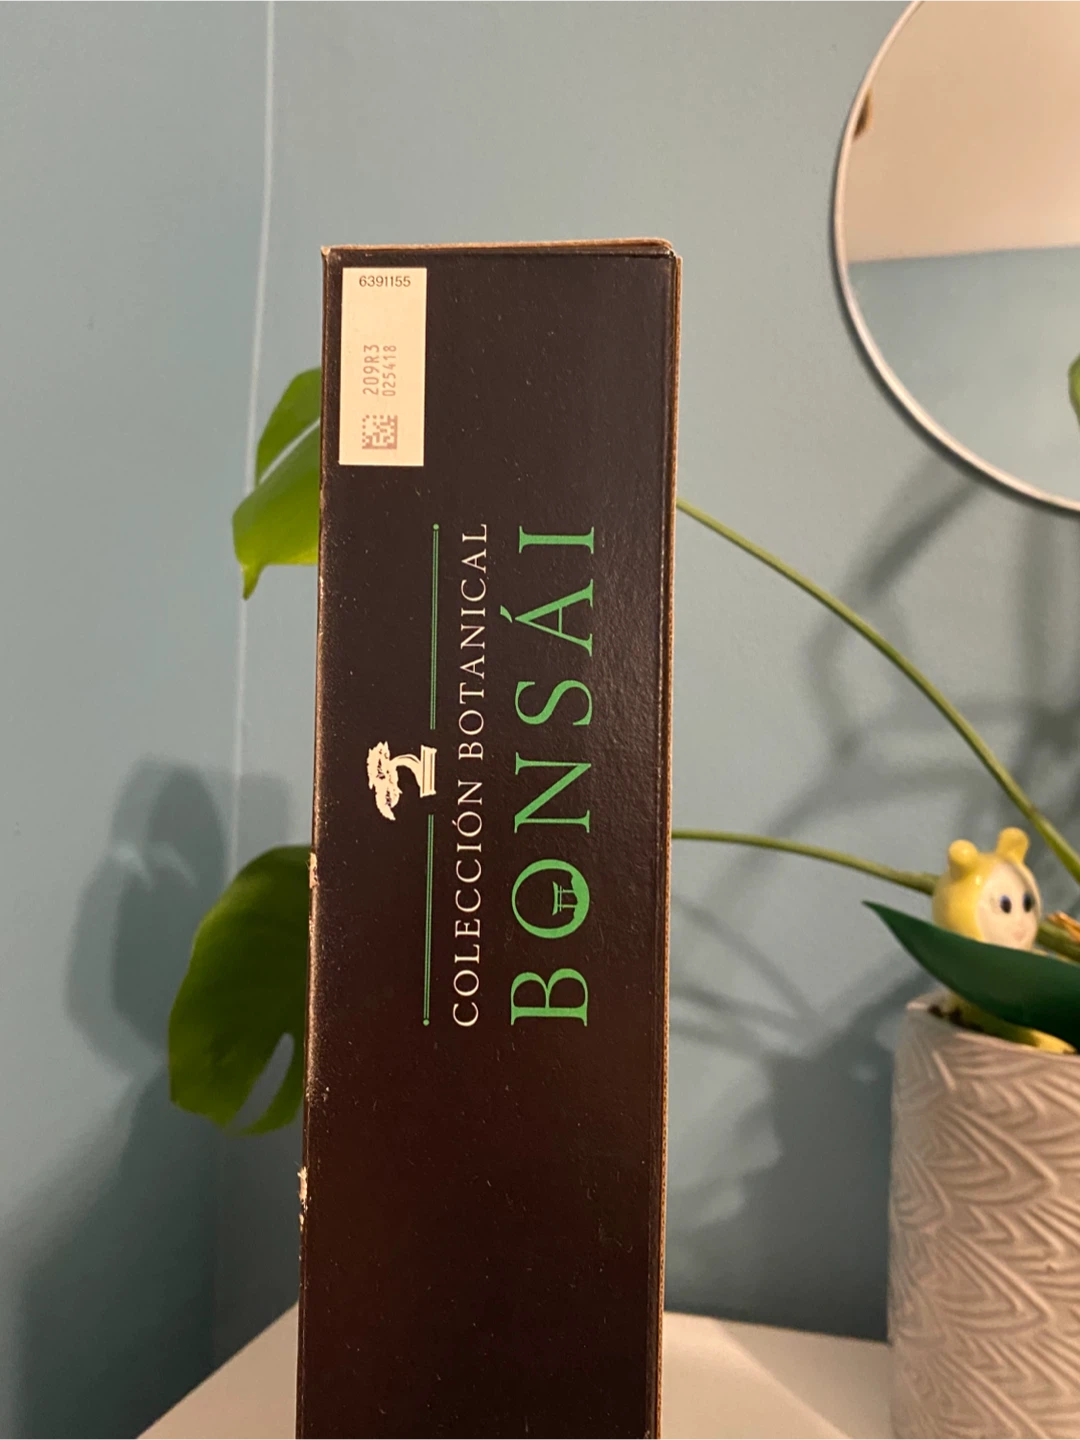 6391155
209R3
025418
COLECCIÓN BOTANICAL
BONSÁI